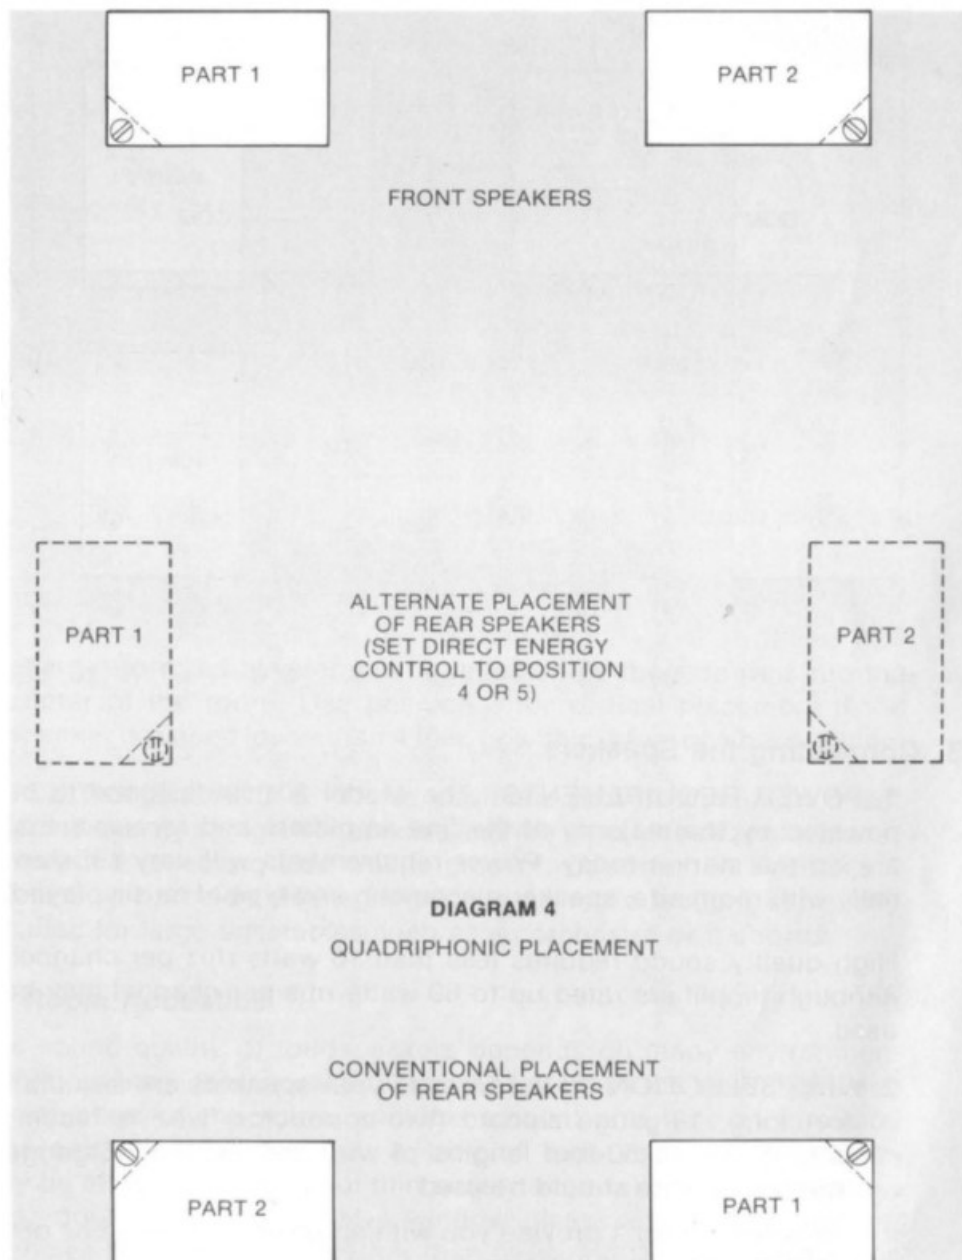 PART 1
PART 2
FRONT SPEAKERS
PART 1
ALTERNATE PLACEMENT
OF REAR SPEAKERS
(SET DIRECT ENERGY
CONTROL TO POSITION
4 OR 5)
PART 2
DIAGRAM 4
QUADRIPHONIC PLACEMENT
CONVENTIONAL PLACEMENT
OF REAR SPEAKERS
PART 2
PART 1